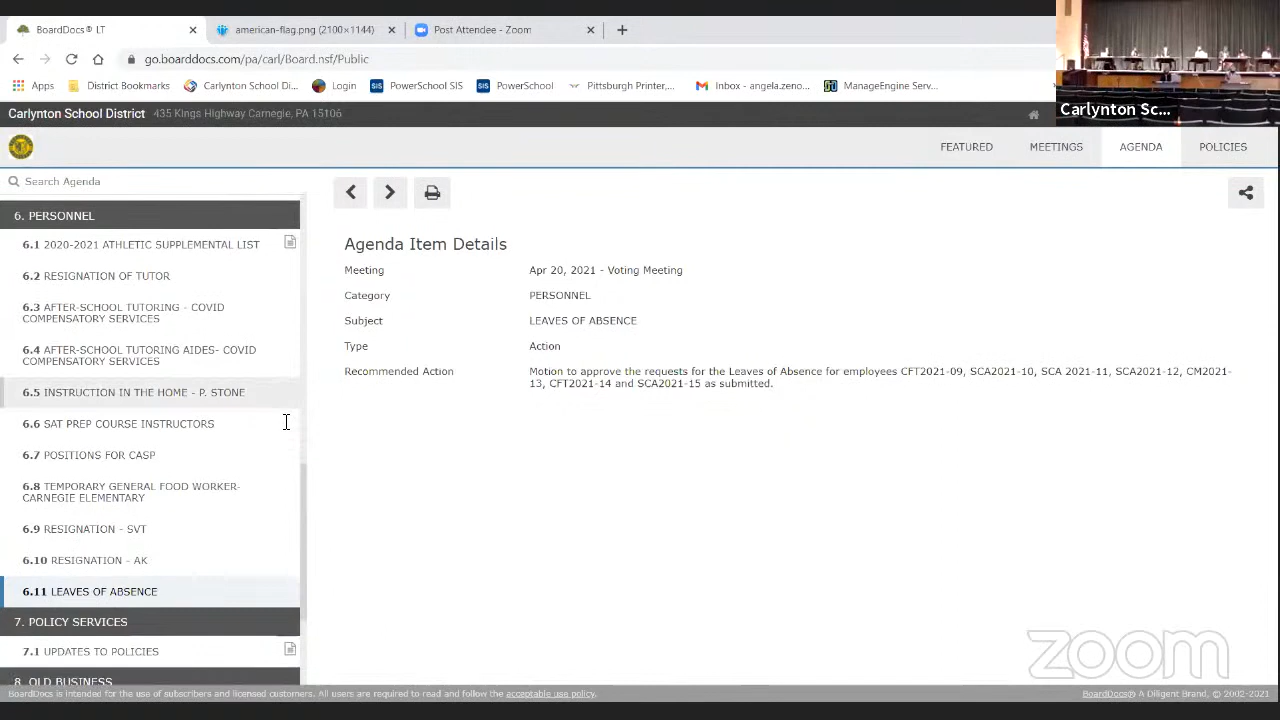 BoardDocs® LT
american-flag.png (2100×1144)
Post Attendee - Zoom
go.boarddocs.com/pa/carl/Board.nsf/Public
Apps
District Bookmarks
Carlynton School Di...
Login
PowerSchool S
PowerSchool
Pittsburgh Printer,...
Inbox - angela.zeno...
ManageEngine Serv...
Carlynton Sc...
Carlynton School District 435 Kings Highway Carnegie, PA 15106
FEATURED
MEETINGS
AGENDA
POLICIES
Search Agenda
6. PERSONNEL
6.1 2020-2021 ATHLETIC SUPPLEMENTAL LIST
6.2 RESIGNATION OF TUTOR
6.3 AFTER-SCHOOL TUTORING - COVID
COMPENSATORY SERVICES
6.4 AFTER-SCHOOL TUTORING AIDES- COVID
COMPENSATORY SERVICES
6.5 INSTRUCTION IN THE HOME - P. STONE
6.6 SAT PREP COURSE INSTRUCTORS
6.7 POSITIONS FOR CASP
6.8 TEMPORARY GENERAL FOOD WORKER-
CARNEGIE ELEMENTARY
6.9 RESIGNATION - SVT
6.10 RESIGNATION - AK
6.11 LEAVES OF ABSENCE
7. POLICY SERVICES
7.1 UPDATES TO POLICIES
8. OLD BUSINESS
Agenda Item Details
Meeting Apr 20, 2021 - Voting Meeting
Category PERSONNEL
Subject LEAVES OF ABSENCE
Type Action
Recommended Action Motion to approve the requests for the Leaves of Absence for employees CFT2021-09, SCA2021-10, SCA 2021-11, SCA2021-12, CM2021-
13, CFT2021-14 and SCA2021-15 as submitted.
zoom
BoardDocs is intended for the use of subscribers and licensed customers. All users are required to read and follow the acceptable use policy.
BoardDocs® A Diligent Brand, © 2002-2021